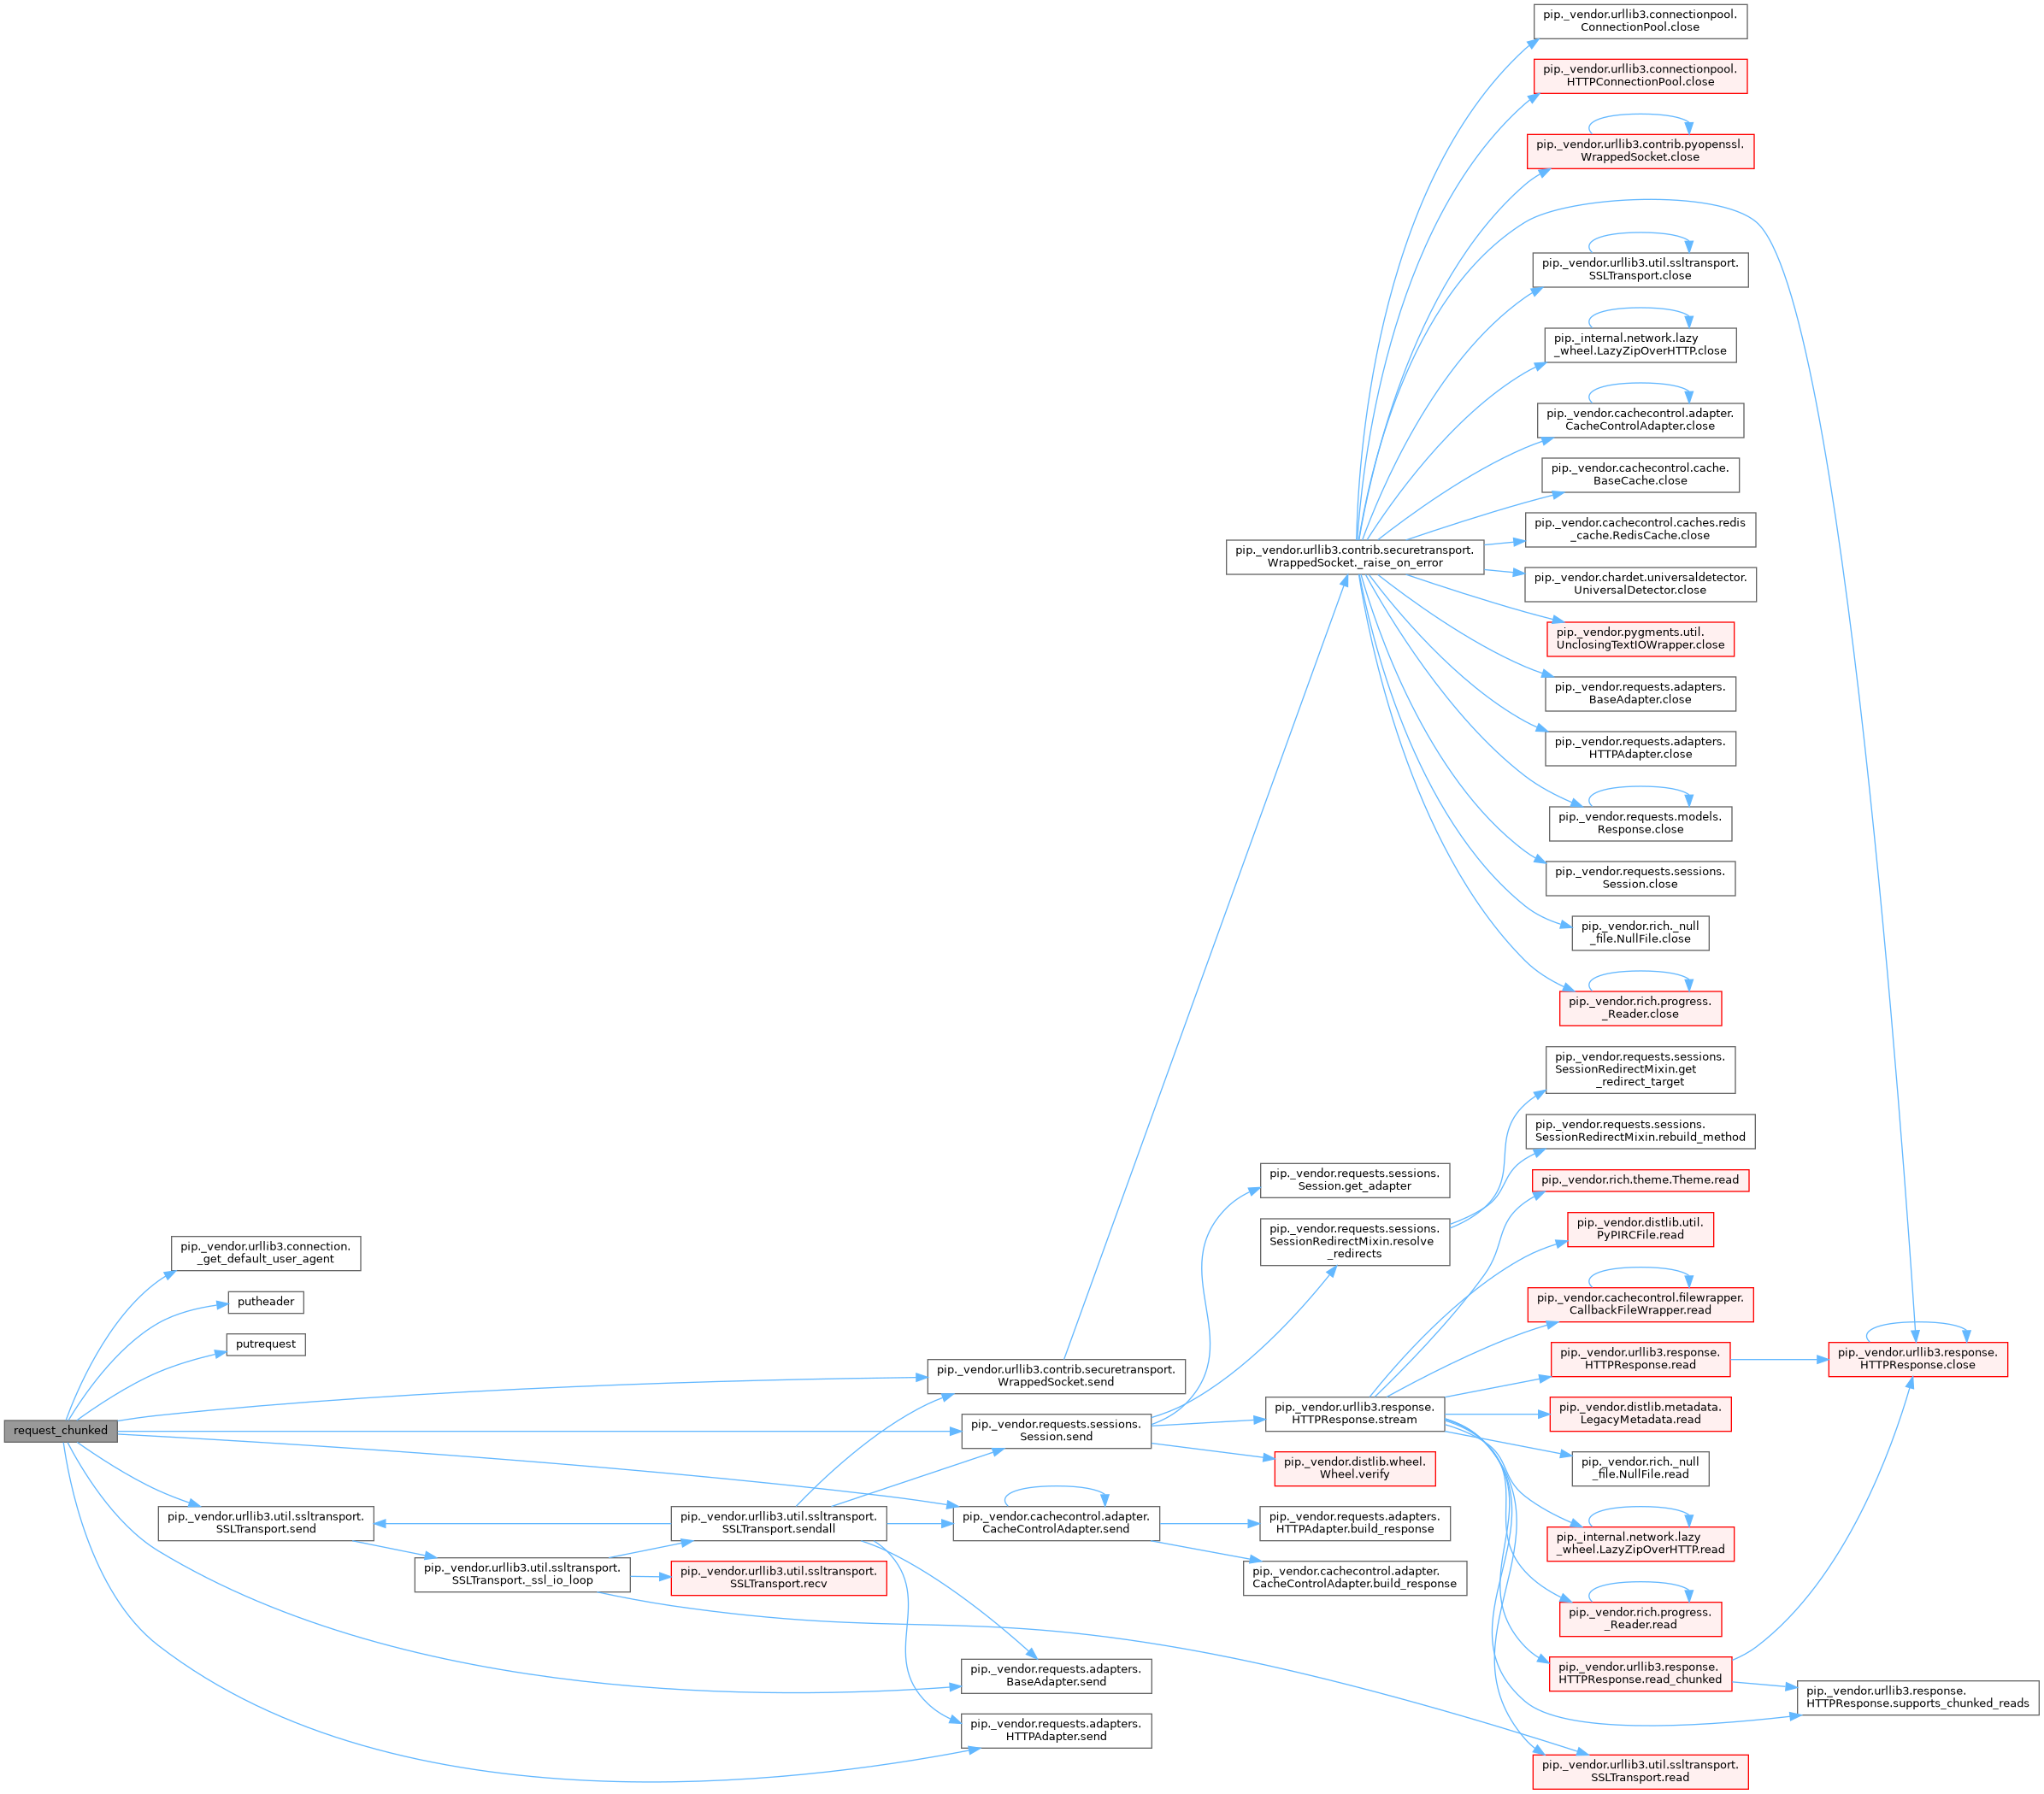 pip._vendor.urllib3.connectionpool.
ConnectionPool.close
pip._vendor.urllib3.connectionpool.
HTTPConnectionPool.close
pip._vendor.urllib3.contrib.pyopenssl.
WrappedSocket.close
pip._vendor.urllib3.util.ssltransport.
SSLTransport.close
pip._internal.network.lazy
_wheel.LazyZipOverHTTP.close
pip._vendor.cachecontrol.adapter.
CacheControlAdapter.close
pip._vendor.cachecontrol.cache.
BaseCache.close
pip._vendor.cachecontrol.caches.redis
_cache.RedisCache.close
pip._vendor.urllib3.contrib.securetransport.
WrappedSocket._raise_on_error
pip._vendor.chardet.universaldetector.
UniversalDetector.close
pip._vendor.pygments.util.
UnclosingTextIOWrapper.close
pip._vendor.requests.adapters.
BaseAdapter.close
pip._vendor.requests.adapters.
HTTPAdapter.close
pip._vendor.requests.models.
Response.close
pip._vendor.requests.sessions.
Session.close
pip._vendor.rich._null
_file.NullFile.close
pip._vendor.rich.progress.
_Reader.close
pip._vendor.requests.sessions.
SessionRedirectMixin.get
_redirect_target
pip._vendor.requests.sessions.
SessionRedirectMixin.rebuild_method
pip._vendor.requests.sessions.
Session.get_adapter
pip._vendor.rich.theme.Theme.read
pip._vendor.requests.sessions.
SessionRedirectMixin.resolve
_redirects
pip._vendor.distlib.util.
PyPIRCFile.read
pip._vendor.urllib3.connection.
_get_default_user_agent
putheader
pip._vendor.cachecontrol.filewrapper.
CallbackFileWrapper.read
putrequest
pip._vendor.urllib3.response.
HTTPResponse.read
pip._vendor.urllib3.response.
HTTPResponse.close
pip._vendor.urllib3.contrib.securetransport.
WrappedSocket.send
pip._vendor.urllib3.response.
HTTPResponse.stream
pip._vendor.distlib.metadata.
LegacyMetadata.read
request_chunked
pip._vendor.requests.sessions.
Session.send
pip._vendor.distlib.wheel.
Wheel.verify
pip._vendor.rich._null
_file.NullFile.read
pip._vendor.urllib3.util.ssltransport.
SSLTransport.send
pip._vendor.urllib3.util.ssltransport.
SSLTransport.sendall
pip._vendor.cachecontrol.adapter.
CacheControlAdapter.send
pip._vendor.requests.adapters.
HTTPAdapter.build_response
pip._internal.network.lazy
_wheel.LazyZipOverHTTP.read
pip._vendor.urllib3.util.ssltransport.
SSLTransport._ssl_io_loop
pip._vendor.urllib3.util.ssltransport.
SSLTransport.recv
pip._vendor.cachecontrol.adapter.
CacheControlAdapter.build_response
pip._vendor.rich.progress.
_Reader.read
pip._vendor.requests.adapters.
BaseAdapter.send
pip._vendor.urllib3.response.
HTTPResponse.read_chunked
pip._vendor.urllib3.response.
HTTPResponse.supports_chunked_reads
pip._vendor.requests.adapters.
HTTPAdapter.send
pip._vendor.urllib3.util.ssltransport.
SSLTransport.read